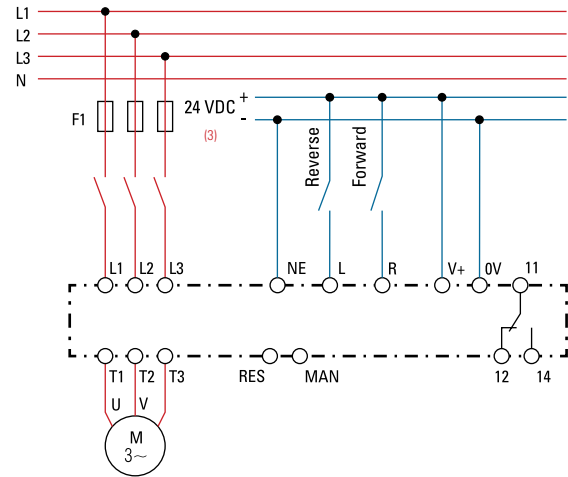 L1
L2
L3
N
F1
24 VDC
+
-
(3)
Reverse
Forward
L1 L2 L3 NE L R V+ 0V 11
T1 T2 T3 RES MAN 12 14
U V
M
3~